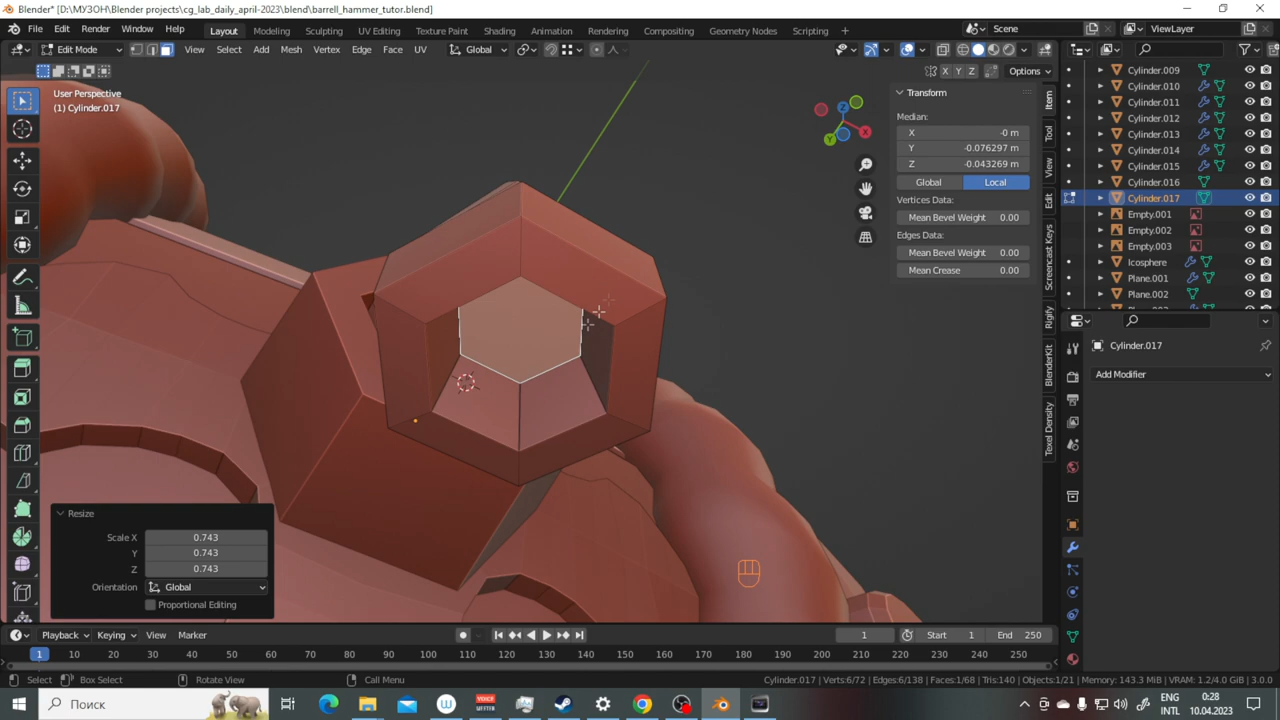 Blender* [D:\МУЗОН\Blender projects\cg_lab_daily_april-2023\blend\barrell_hammer_tutor.blend]
File Edit Render Window Help Layout Modeling Sculpting UV Editing Texture Paint Shading Animation Rendering Compositing Geometry Nodes Scripting + Scene ViewLayer
Edit Mode View Select Add Mesh Vertex Edge Face UV Global
X Y Z Options
User Perspective
(1) Cylinder.017
Transform
Median:
X -0 m
Y -0.076297 m
Z -0.043269 m
Global Local
Vertices Data:
Mean Bevel Weight 0.00
Edges Data:
Mean Bevel Weight 0.00
Mean Crease 0.00
Item
Tool
View
Edit
Screencast Keys
Rigify
BlenderKit
Texel Density
Z
X
Y
Cylinder.009
Cylinder.010
Cylinder.011
Cylinder.012
Cylinder.013
Cylinder.014
Cylinder.015
Cylinder.016
Cylinder.017
Empty.001
Empty.002
Empty.003
Icosphere
Plane.001
Plane.002
Cylinder.017
Add Modifier
Resize
Scale X 0.743
Y 0.743
Z 0.743
Orientation Global
Proportional Editing
Playback Keying View Marker 1 Start 1 End 250
1 10 20 30 40 50 60 70 80 90 100 110 120 130 140 150 160 170 180 190 200 210 220 230 240 250
Select Box Select Rotate View Call Menu Cylinder.017 | Verts:6/72 | Edges:6/138 | Faces:1/68 | Tris:140 | Objects:1/21 | Memory: 143.3 MiB | VRAM: 1.2/4.0 GiB | 3.0.0
Поиск
ENG
INTL
0:28
10.04.2023